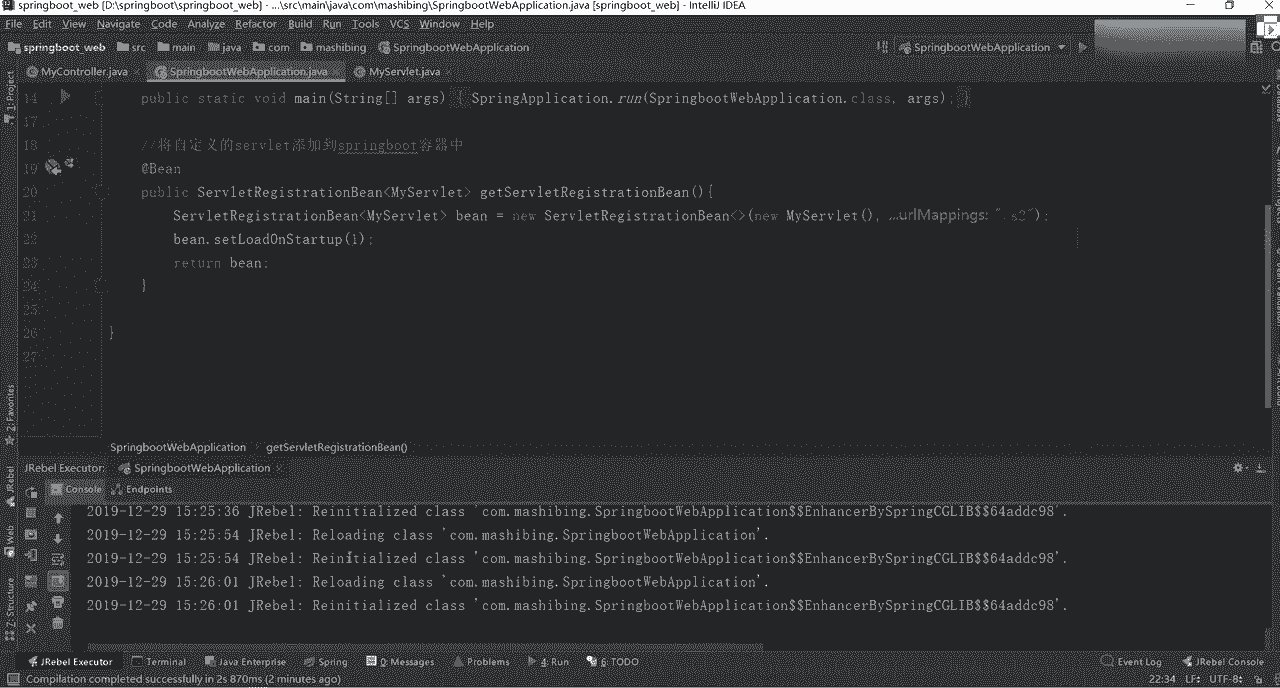 springboot_web [D:\springboot\springboot_web] - ...\src\main\java\com\mashibing\SpringbootWebApplication.java [springboot_web] - IntelliJ IDEA
File Edit View Navigate Code Analyze Refactor Build Run Tools VCS Window Help
springboot_web src main java com mashibing SpringbootWebApplication SpringbootWebApplication
MyController.java SpringbootWebApplication.java MyServlet.java
1: Project
14 public static void main(String[] args) { SpringApplication.run(SpringbootWebApplication.class, args); }
17
18 //将自定义的servlet添加到springboot容器中
19 @Bean
20 public ServletRegistrationBean<MyServlet> getServletRegistrationBean(){
21 ServletRegistrationBean<MyServlet> bean = new ServletRegistrationBean<>(new MyServlet(), ...urlMappings: " s2");
22 bean.setLoadOnStartup(1);
23 return bean;
24 }
25
26 }
27
2: Favorites
JRebel
Web
Z: Structure
SpringbootWebApplication getServletRegistrationBean()
JRebel Executor: SpringbootWebApplication
Console Endpoints
2019-12-29 15:25:36 JRebel: Reinitialized class 'com.mashibing.SpringbootWebApplication$$EnhancerBySpringCGLIB$$64addc98'.
2019-12-29 15:25:54 JRebel: Reloading class 'com.mashibing.SpringbootWebApplication'.
2019-12-29 15:25:54 JRebel: Reinitialized class 'com.mashibing.SpringbootWebApplication$$EnhancerBySpringCGLIB$$64addc98'.
2019-12-29 15:26:01 JRebel: Reloading class 'com.mashibing.SpringbootWebApplication'.
2019-12-29 15:26:01 JRebel: Reinitialized class 'com.mashibing.SpringbootWebApplication$$EnhancerBySpringCGLIB$$64addc98'.
JRebel Executor Terminal Java Enterprise Spring 0: Messages Problems 4: Run 6: TODO Event Log JRebel Console
Compilation completed successfully in 2s 870ms (2 minutes ago) 22:34 LF UTF-8